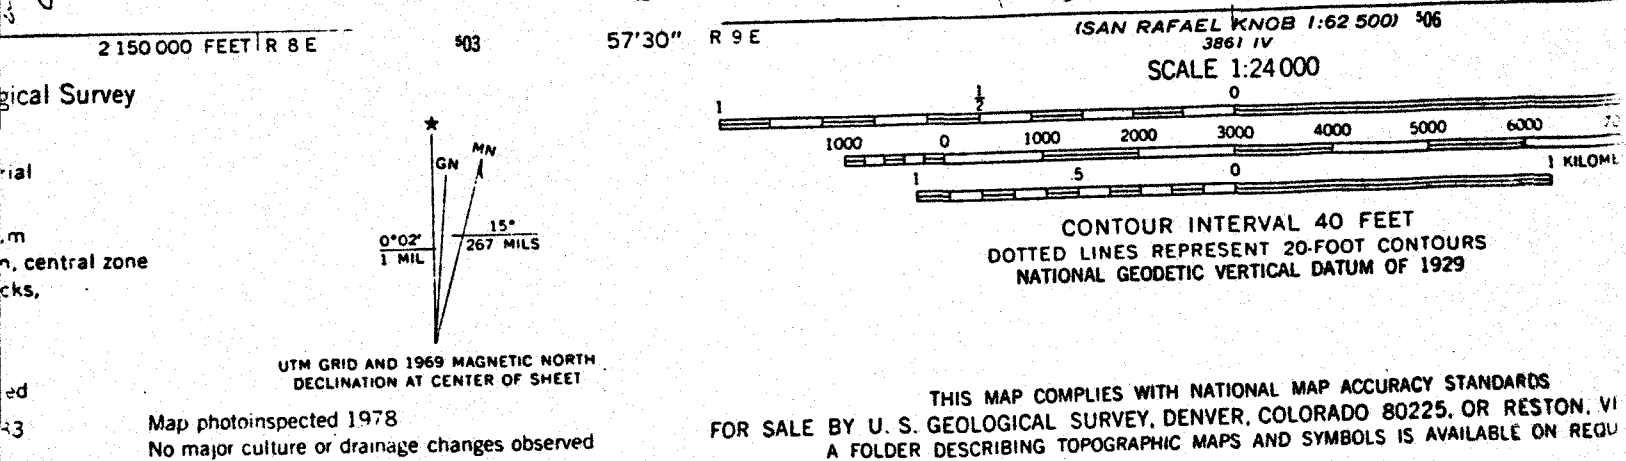 2 150 000 FEET R 8 E
⁵03
57'30"
R 9 E
(SAN RAFAEL KNOB 1:62 500)
⁵06
3861 IV
SCALE 1:24 000
gical Survey
1 ½ 0
1000 0 1000 2000 3000 4000 5000 6000
1 .5 0 1 KILOME
★
GN
MN
0°02'
1 MIL
15°
267 MILS
rial
.m
n, central zone
cks,
CONTOUR INTERVAL 40 FEET
DOTTED LINES REPRESENT 20-FOOT CONTOURS
NATIONAL GEODETIC VERTICAL DATUM OF 1929
UTM GRID AND 1969 MAGNETIC NORTH
DECLINATION AT CENTER OF SHEET
ed
Map photoinspected 1978
No major culture or drainage changes observed
THIS MAP COMPLIES WITH NATIONAL MAP ACCURACY STANDARDS
FOR SALE BY U. S. GEOLOGICAL SURVEY, DENVER, COLORADO 80225, OR RESTON, VI
A FOLDER DESCRIBING TOPOGRAPHIC MAPS AND SYMBOLS IS AVAILABLE ON REQU